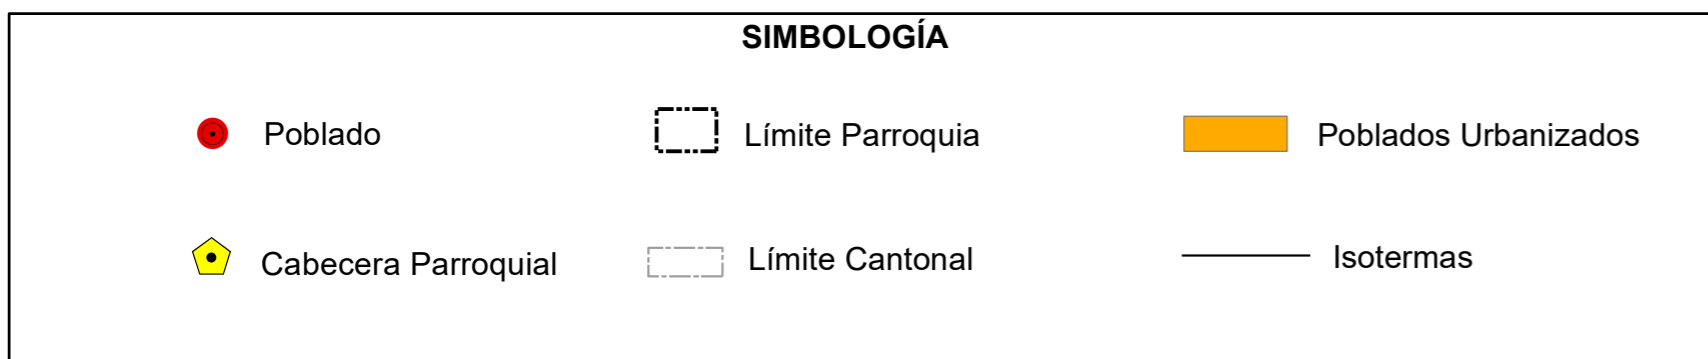 SIMBOLOGÍA
Poblado
Límite Parroquia
Poblados Urbanizados
Cabecera Parroquial
Límite Cantonal
Isotermas